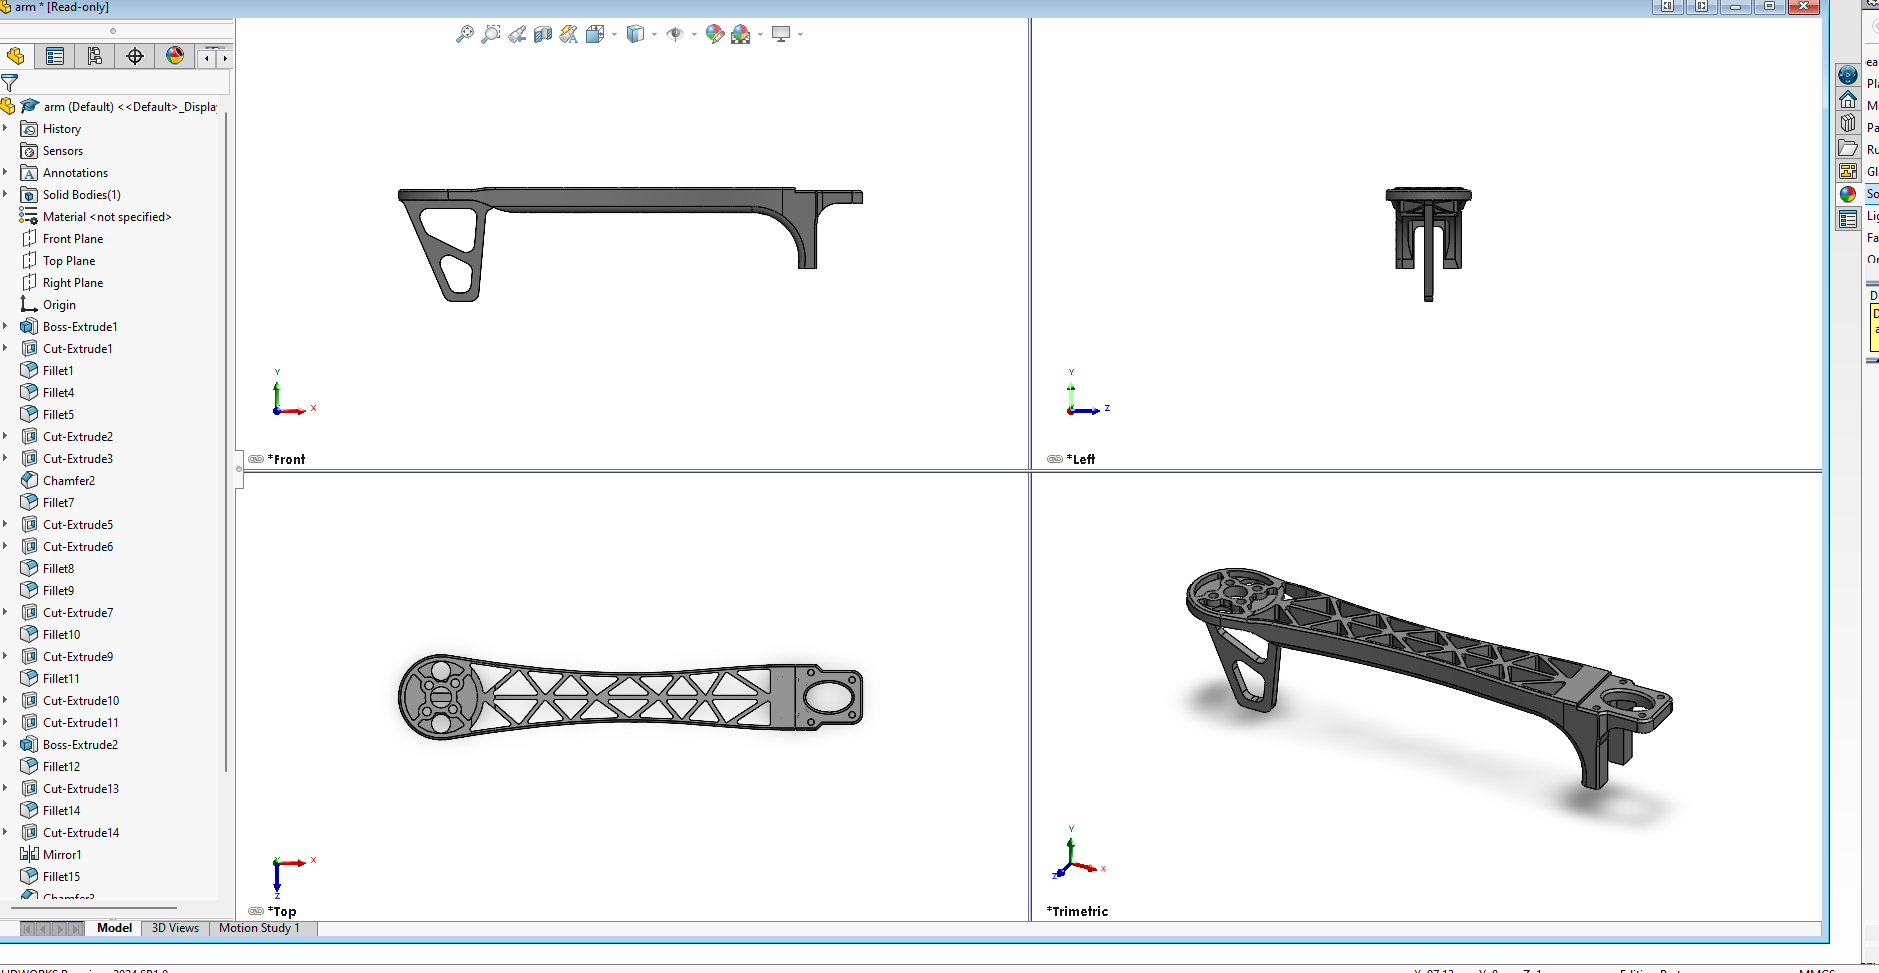 arm * [Read-only]
arm (Default) <<Default>_Displa
History
Sensors
Annotations
Solid Bodies(1)
Material <not specified>
Front Plane
Top Plane
Right Plane
Origin
Boss-Extrude1
Cut-Extrude1
Fillet1
Fillet4
Fillet5
Cut-Extrude2
Cut-Extrude3
Chamfer2
Fillet7
Cut-Extrude5
Cut-Extrude6
Fillet8
Fillet9
Cut-Extrude7
Fillet10
Cut-Extrude9
Fillet11
Cut-Extrude10
Cut-Extrude11
Boss-Extrude2
Fillet12
Cut-Extrude13
Fillet14
Cut-Extrude14
Mirror1
Fillet15
Y
X
*Front
Y
Z
*Left
X
Z
*Top
Y
X
Z
*Trimetric
Model
3D Views
Motion Study 1
Pl
M
Pa
Ru
Gl
So
Li
Fa
D